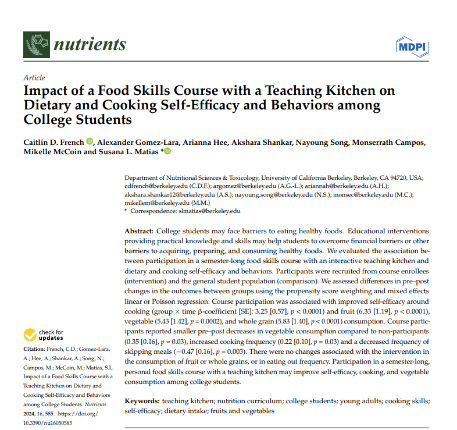 nutrients
MDPI
Article
Impact of a Food Skills Course with a Teaching Kitchen on
Dietary and Cooking Self-Efficacy and Behaviors among
College Students
Caitlin D. French, Alexander Gomez-Lara, Arianna Hee, Akshara Shankar, Nayoung Song, Monserrath Campos,
Mikelle McCoin and Susana L. Matias *
Department of Nutritional Sciences & Toxicology, University of California Berkeley, Berkeley, CA 94720, USA;
cdfrench@berkeley.edu (C.D.F.); argomez@berkeley.edu (A.G.-L.); ariannah@berkeley.edu (A.H.);
akshara.shankar12@berkeley.edu (A.S.); nayoung.song@berkeley.edu (N.S.); monsec@berkeley.edu (M.C.);
mikellem@berkeley.edu (M.M.)
* Correspondence: slmatias@berkeley.edu
Abstract: College students may face barriers to eating healthy foods. Educational interventions
providing practical knowledge and skills may help students to overcome financial barriers or other
barriers to acquiring, preparing, and consuming healthy foods. We evaluated the association be-
tween participation in a semester-long food skills course with an interactive teaching kitchen and
dietary and cooking self-efficacy and behaviors. Participants were recruited from course enrollees
(intervention) and the general student population (comparison). We assessed differences in pre–post
changes in the outcomes between groups using the propensity score weighting and mixed effects
linear or Poisson regression. Course participation was associated with improved self-efficacy around
cooking (group × time β-coefficient [SE]: 3.25 [0.57], p < 0.0001) and fruit (6.33 [1.19], p < 0.0001),
vegetable (5.43 [1.42], p = 0.0002), and whole grain (5.83 [1.40], p < 0.0001) consumption. Course partic-
ipants reported smaller pre–post decreases in vegetable consumption compared to non-participants
(0.35 [0.16], p = 0.03), increased cooking frequency (0.22 [0.10], p = 0.03) and a decreased frequency of
skipping meals (−0.47 [0.16], p = 0.003). There were no changes associated with the intervention in
the consumption of fruit or whole grains, or in eating out frequency. Participation in a semester-long,
personal food skills course with a teaching kitchen may improve self-efficacy, cooking, and vegetable
consumption among college students.
Keywords: teaching kitchen; nutrition curriculum; college students; young adults; cooking skills;
self-efficacy; dietary intake; fruits and vegetables
check for
updates
Citation: French, C.D.; Gomez-Lara,
A.; Hee, A.; Shankar, A.; Song, N.;
Campos, M.; McCoin, M.; Matias, S.L.
Impact of a Food Skills Course with a
Teaching Kitchen on Dietary and
Cooking Self-Efficacy and Behaviors
among College Students. Nutrients
2024, 16, 585. https://doi.org/
10.3390/nu16050585